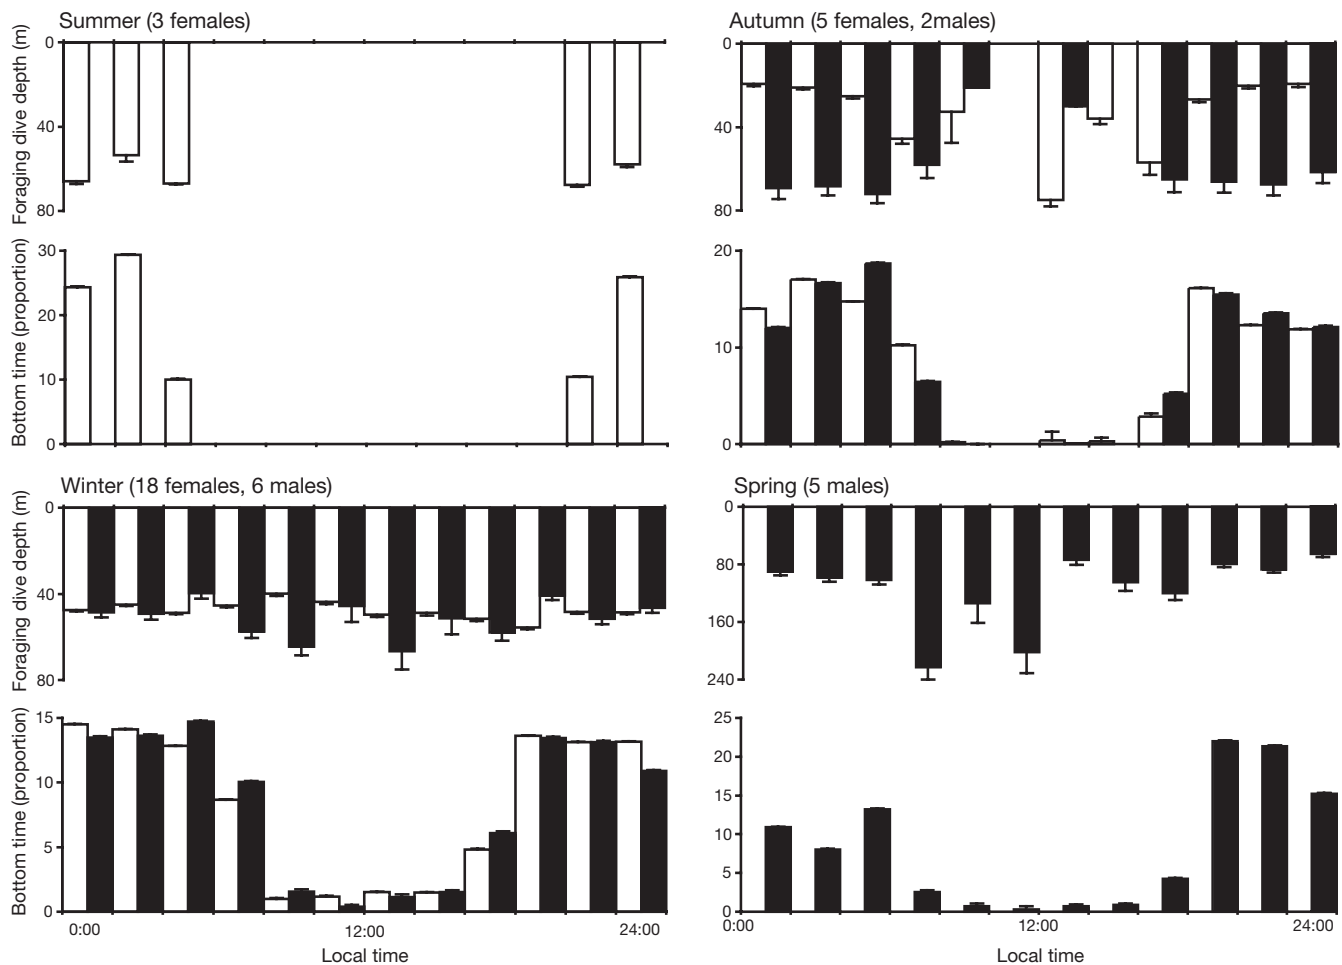 Summer (3 females)
Foraging dive depth (m)
0
40
80
Bottom time (proportion)
30
20
10
0
Autumn (5 females, 2males)
0
40
80
20
10
0
Winter (18 females, 6 males)
Foraging dive depth (m)
0
40
80
Bottom time (proportion)
15
10
5
0
0:00 12:00 24:00
Local time
Spring (5 males)
0
80
160
240
25
20
15
10
5
0
0:00 12:00 24:00
Local time